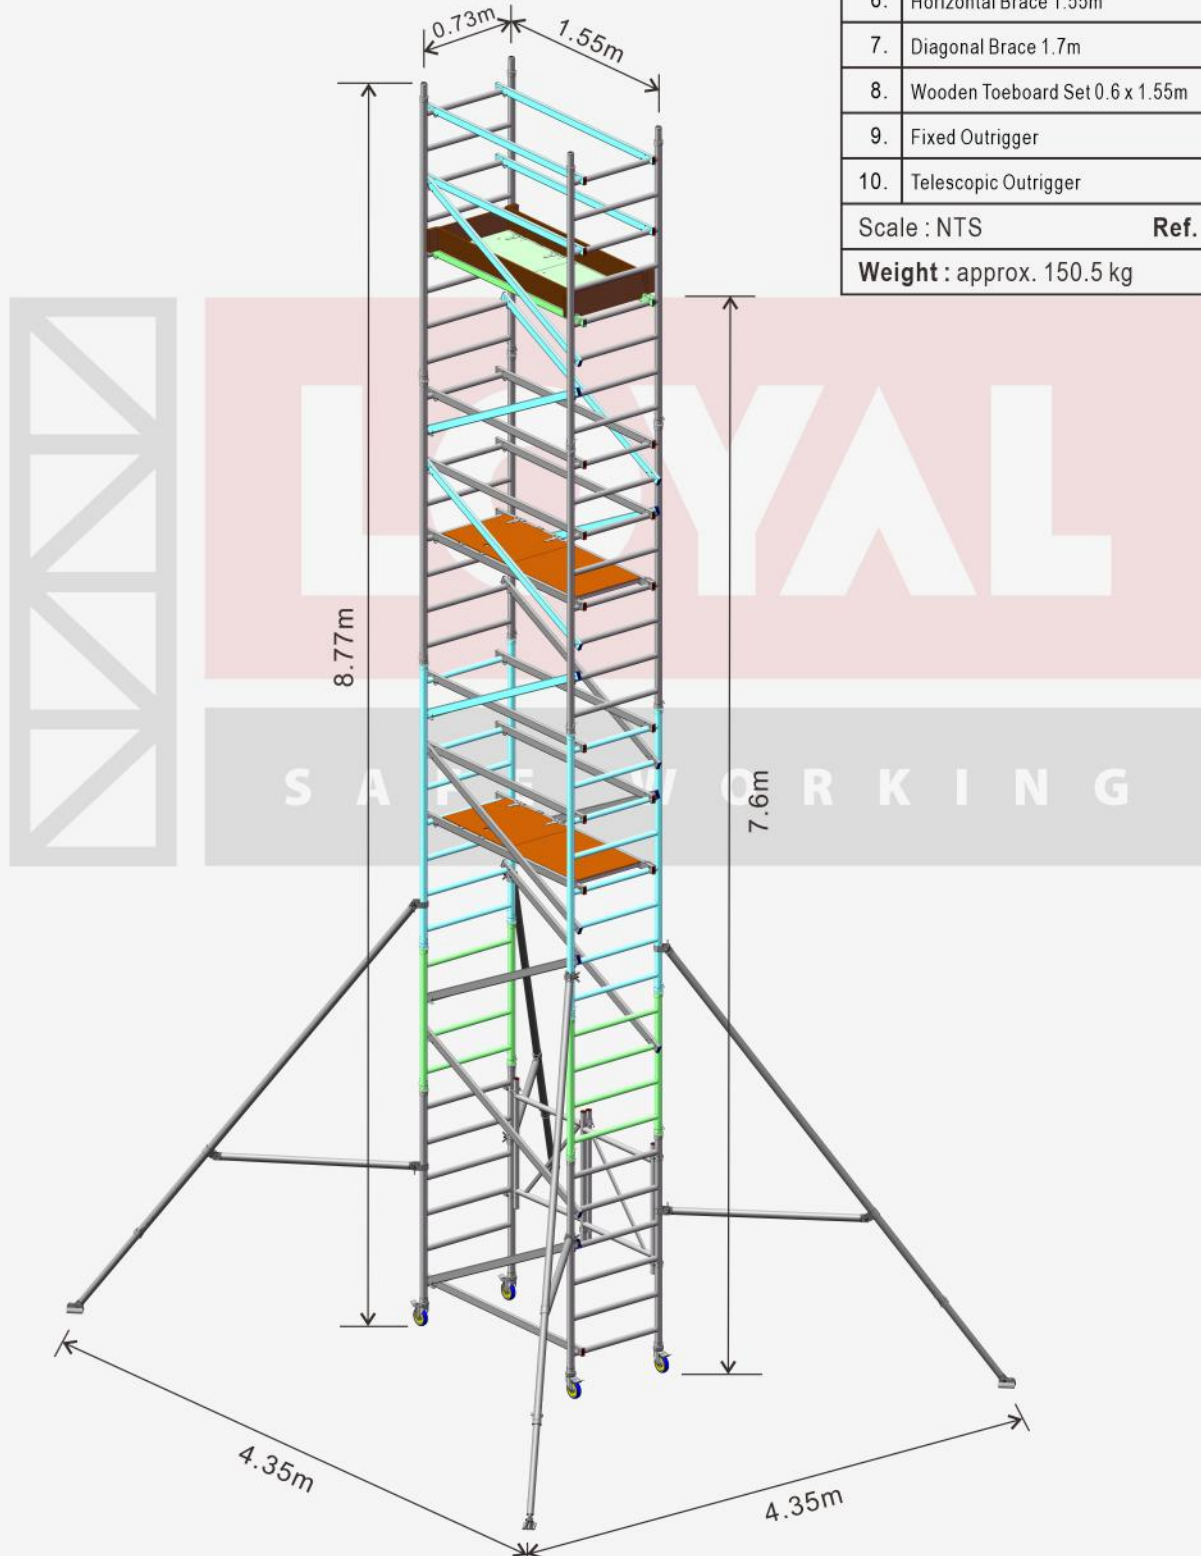 6. Horizontal Brace 1.55m
7. Diagonal Brace 1.7m
8. Wooden Toeboard Set 0.6 x 1.55m
9. Fixed Outrigger
10. Telescopic Outrigger
Scale : NTS Ref.
Weight : approx. 150.5 kg
0.73m
1.55m
LOYAL
8.77m
SAFE WORKING
7.6m
4.35m
4.35m